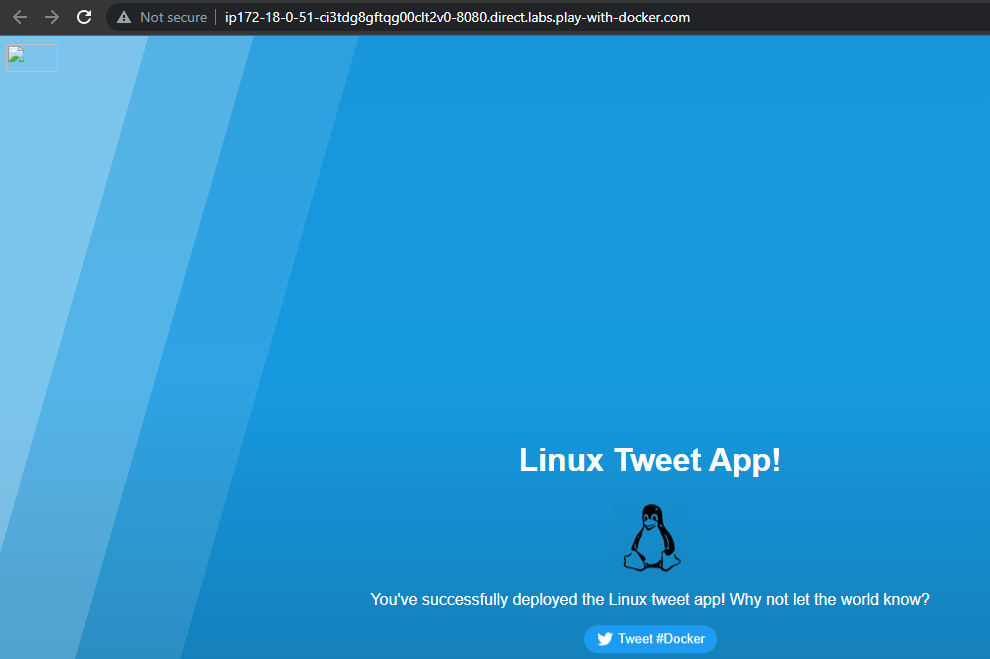 Not secure ip172-18-0-51-ci3tdg8gftqg00clt2v0-8080.direct.labs.play-with-docker.com
Linux Tweet App!
You've successfully deployed the Linux tweet app! Why not let the world know?
Tweet #Docker